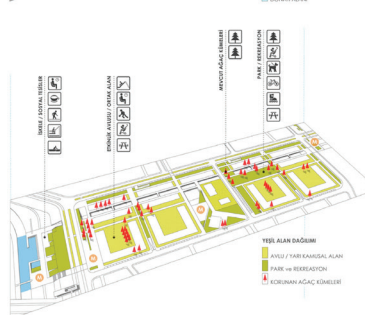 İSKELE / SOSYAL TESİSLER
ETKİNLİK AVLUSU / ORTAK ALAN
MEVCUT AĞAÇ KÜMELERİ
PARK / REKREASYON
M
M
M
M
YEŞİL ALAN DAĞILIMI
AVLU / YARI KAMUSAL ALAN
PARK ve REKREASYON
KORUNAN AĞAÇ KÜMELERİ